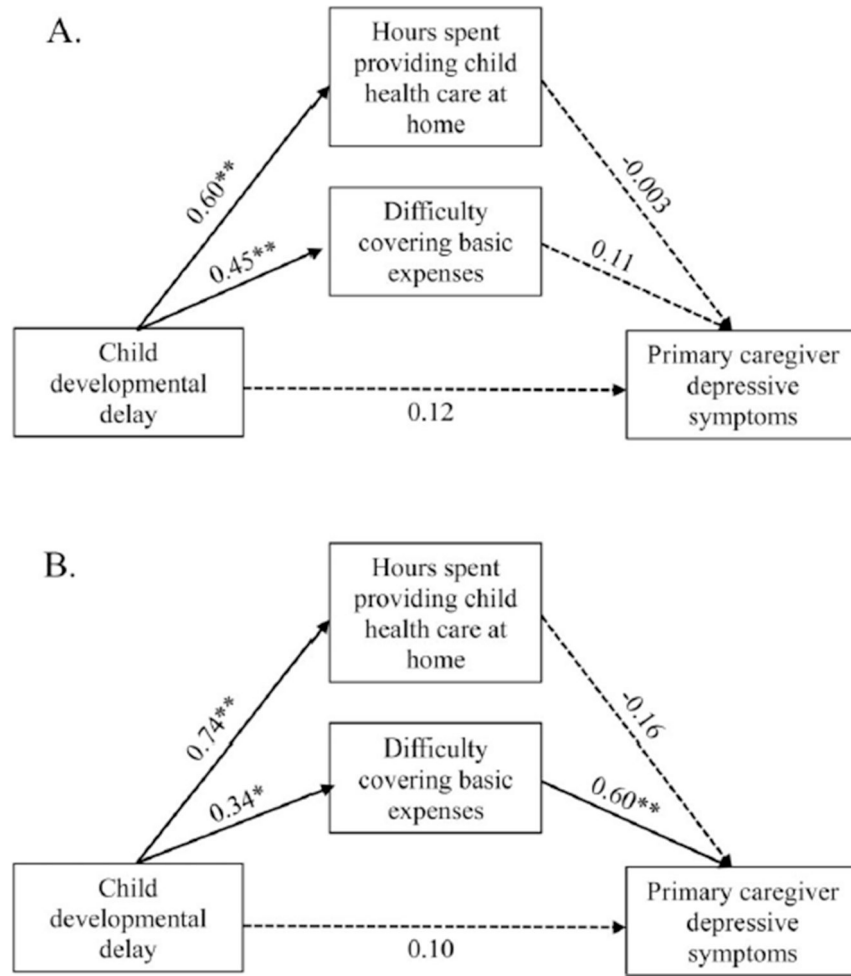 A.
Hours spent
providing child
health care at
home
0.60**
-0.003
Difficulty
covering basic
expenses
0.45**
0.11
Child
developmental
delay
Primary caregiver
depressive
symptoms
0.12
B.
Hours spent
providing child
health care at
home
0.74**
-0.16
Difficulty
covering basic
expenses
0.34*
0.60**
Child
developmental
delay
Primary caregiver
depressive
symptoms
0.10